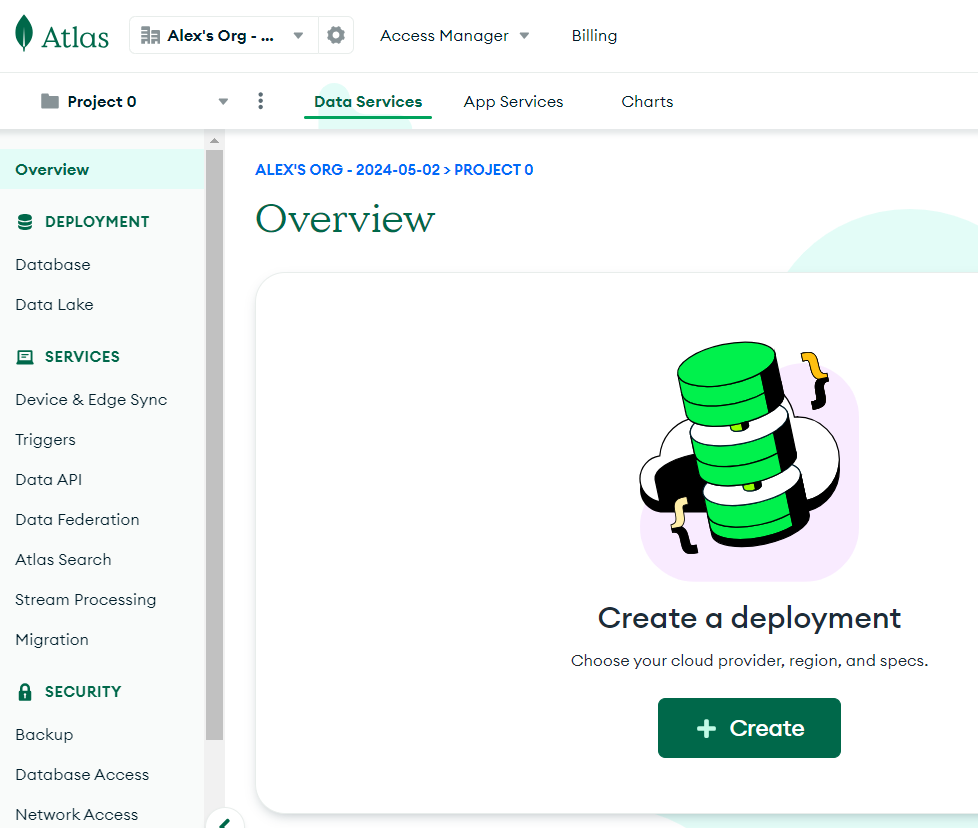 Atlas
Alex's Org - ...
Access Manager
Billing
Project 0
Data Services
App Services
Charts
Overview
DEPLOYMENT
Database
Data Lake
SERVICES
Device & Edge Sync
Triggers
Data API
Data Federation
Atlas Search
Stream Processing
Migration
SECURITY
Backup
Database Access
Network Access
ALEX'S ORG - 2024-05-02 > PROJECT 0
Overview
Create a deployment
Choose your cloud provider, region, and specs.
+ Create